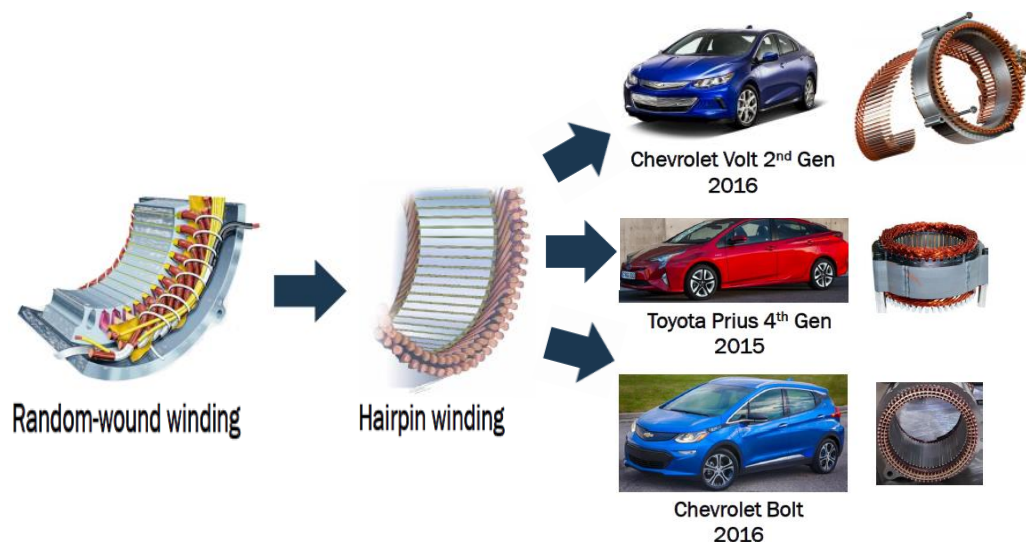 Chevrolet Volt 2nd Gen
2016
Random-wound winding
Hairpin winding
Toyota Prius 4th Gen
2015
Chevrolet Bolt
2016